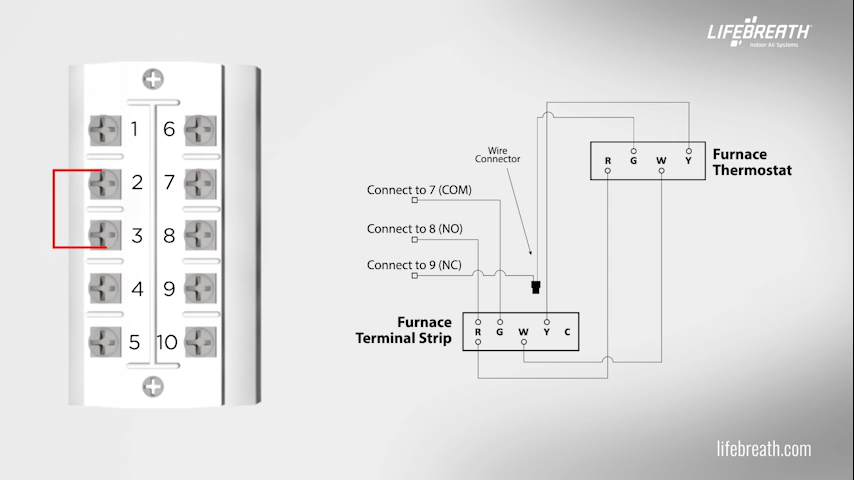 LIFEBREATH
Indoor Air Systems
1 6
2 7
3 8
4 9
5 10
Wire
Connector
Connect to 7 (COM)
Connect to 8 (NO)
Connect to 9 (NC)
R G W Y
Furnace
Thermostat
Furnace
Terminal Strip
R G W Y C
lifebreath.com